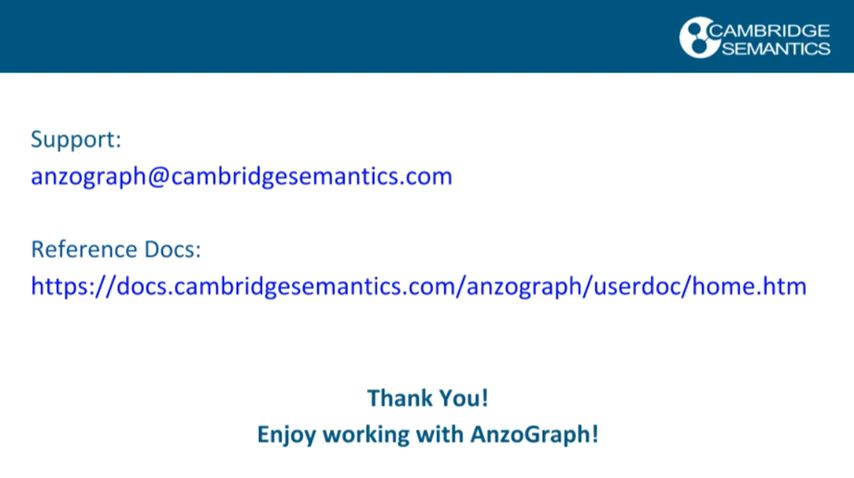 CAMBRIDGE
SEMANTICS
Support:
anzograph@cambridgesemantics.com
Reference Docs:
https://docs.cambridgesemantics.com/anzograph/userdoc/home.htm
Thank You!
Enjoy working with AnzoGraph!